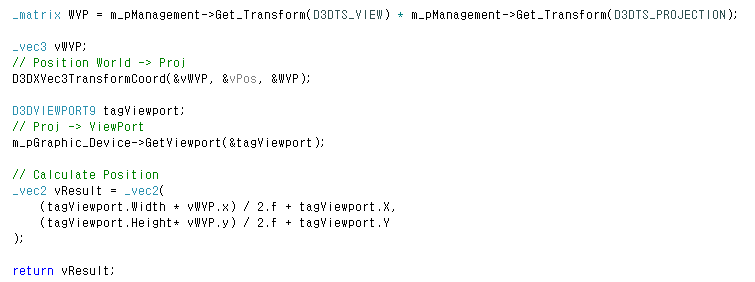 _matrix WVP = m_pManagement->Get_Transform(D3DTS_VIEW) * m_pManagement->Get_Transform(D3DTS_PROJECTION);
_vec3 vWVP;
// Position World -> Proj
D3DXVec3TransformCoord(&vWVP, &vPos, &WVP);
D3DVIEWPORT9 tagViewport;
// Proj -> ViewPort
m_pGraphic_Device->GetViewport(&tagViewport);
// Calculate Position
_vec2 vResult = _vec2(
(tagViewport.Width * vWVP.x) / 2.f + tagViewport.X,
(tagViewport.Height* vWVP.y) / 2.f + tagViewport.Y
);
return vResult;